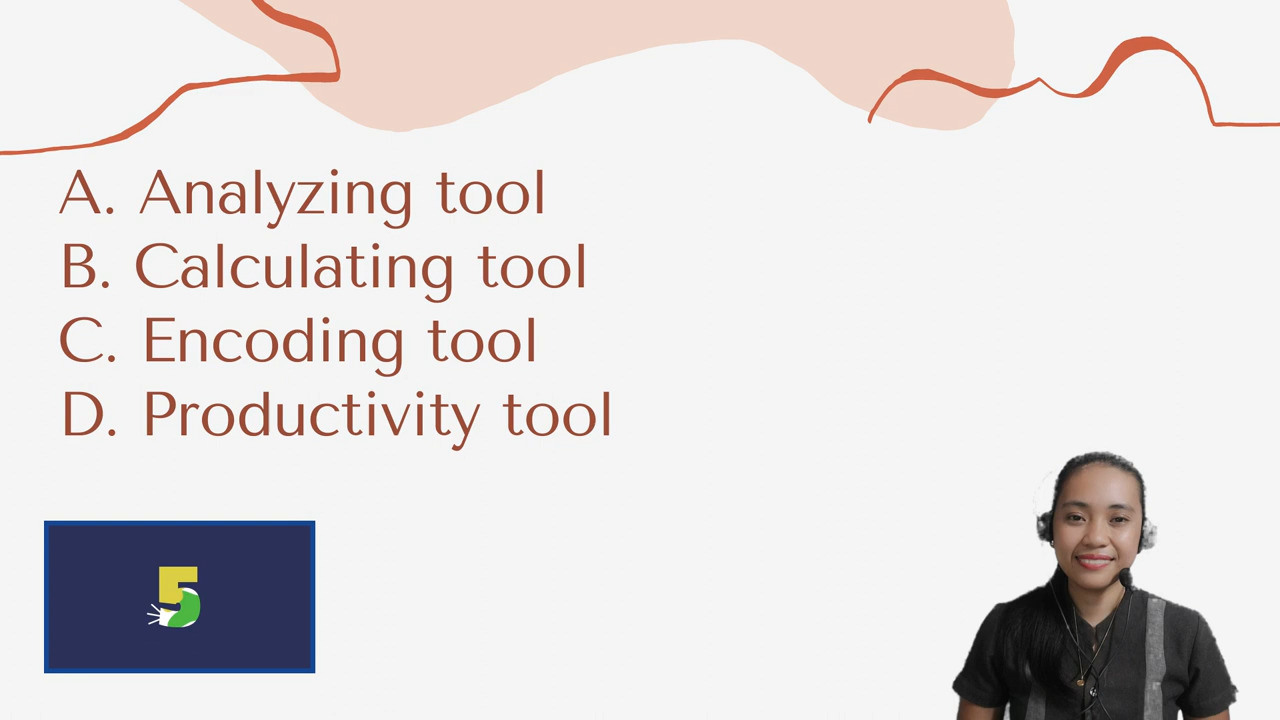 A. Analyzing tool
B. Calculating tool
C. Encoding tool
D. Productivity tool
5